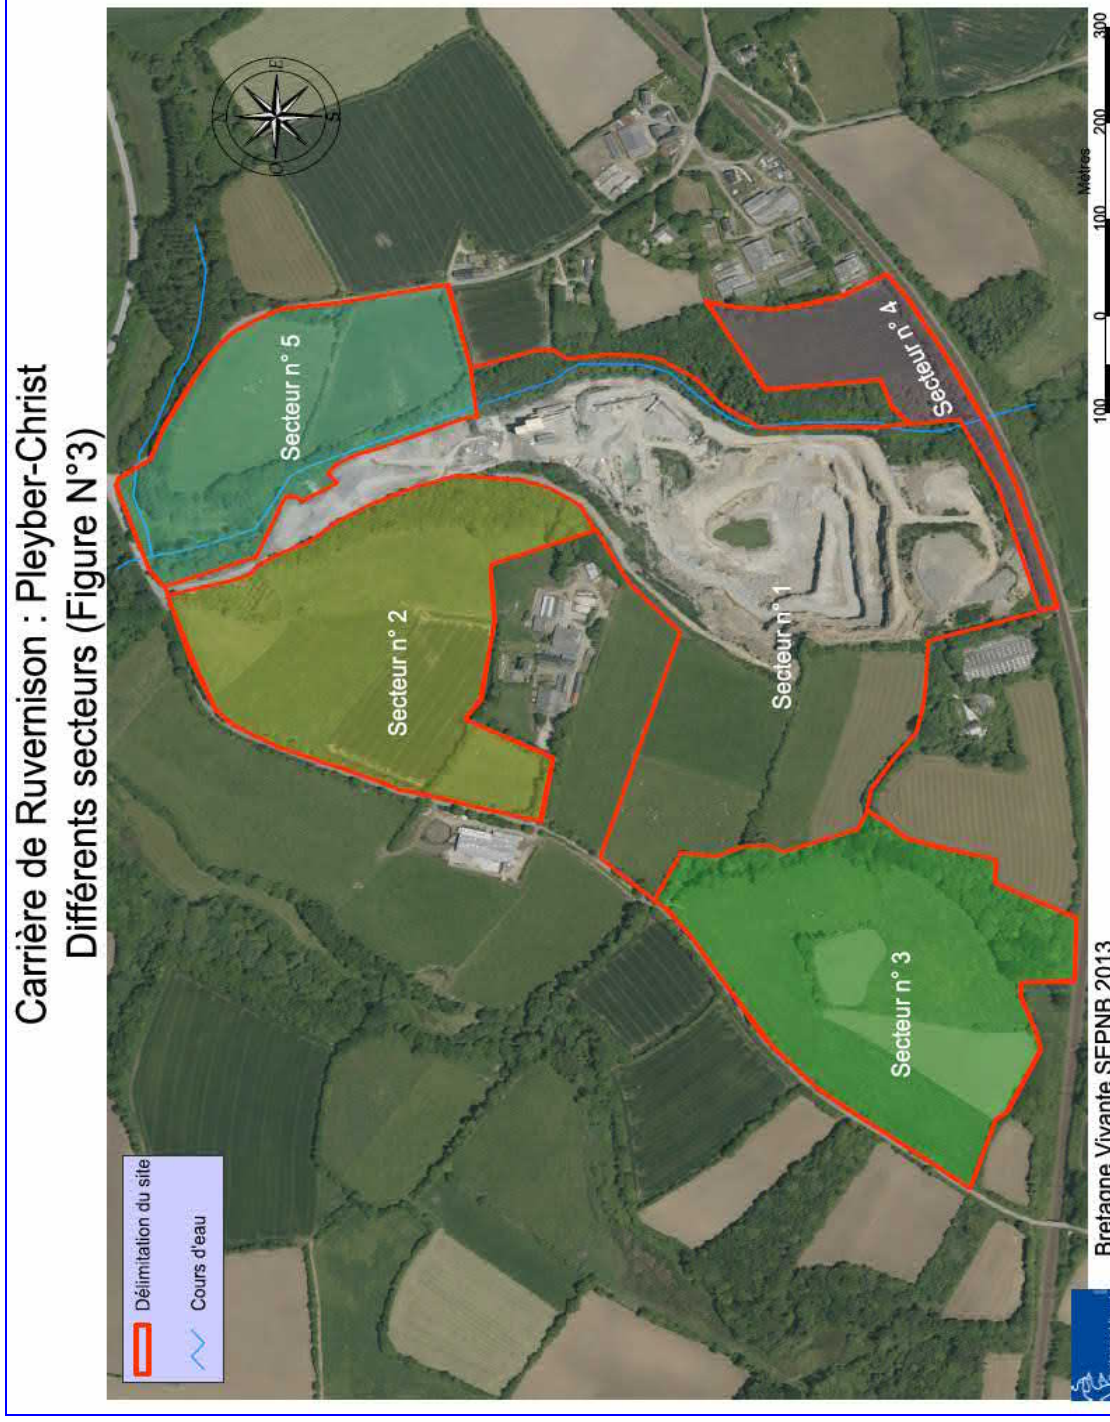 Carrière de Ruvernison : Pleyber-Christ
Différents secteurs (Figure N°3)
N
E
S
O
Secteur n° 5
Secteur n° 2
Secteur n° 1
Secteur n° 4
Secteur n° 3
Délimitation du site
Cours d'eau
100 0 100 200 300
Mètres
Bretagne Vivante SEPNB 2013